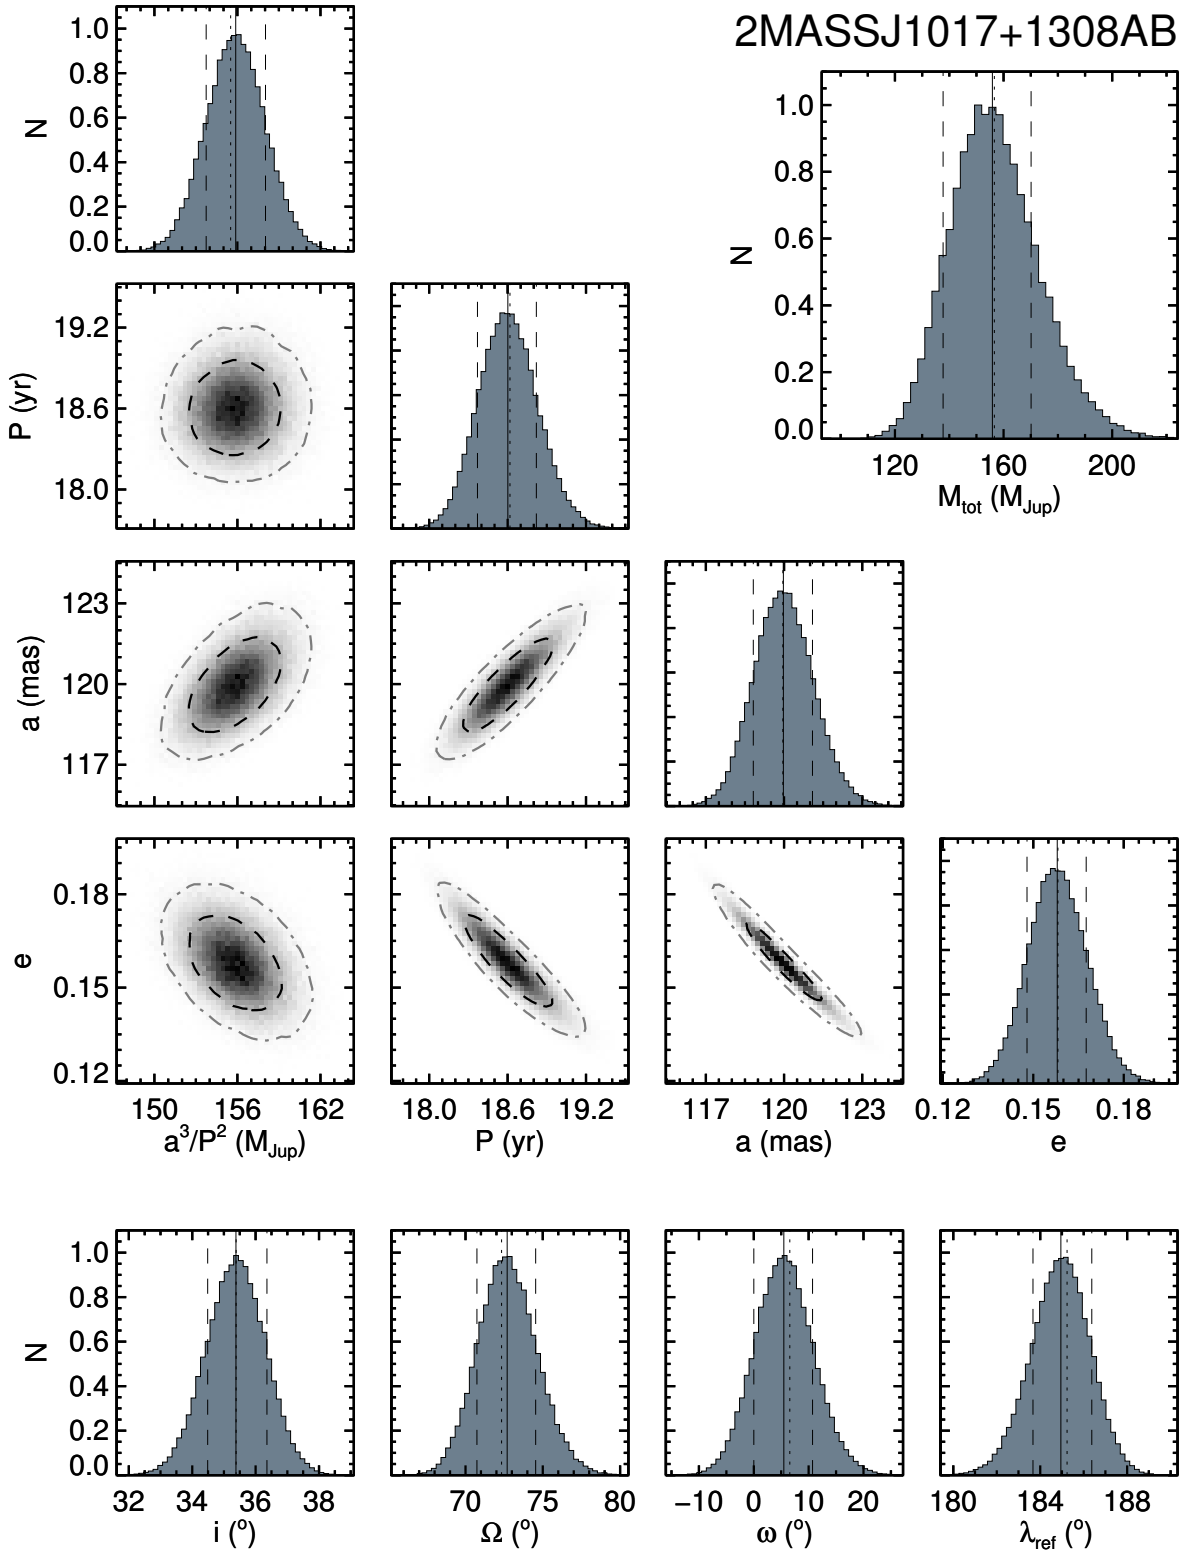 2MASSJ1017+1308AB
1.0
0.8
0.6
0.4
0.2
0.0
N
1.0
0.8
0.6
0.4
0.2
0.0
N
120 160 200
M_tot (M_Jup)
19.2
18.6
18.0
P (yr)
123
120
117
a (mas)
0.18
0.15
0.12
e
150 156 162
a³/P² (M_Jup)
18.0 18.6 19.2
P (yr)
117 120 123
a (mas)
0.12 0.15 0.18
e
1.0
0.8
0.6
0.4
0.2
0.0
N
32 34 36 38
i (°)
70 75 80
Ω (°)
−10 0 10 20
ω (°)
180 184 188
λ_ref (°)